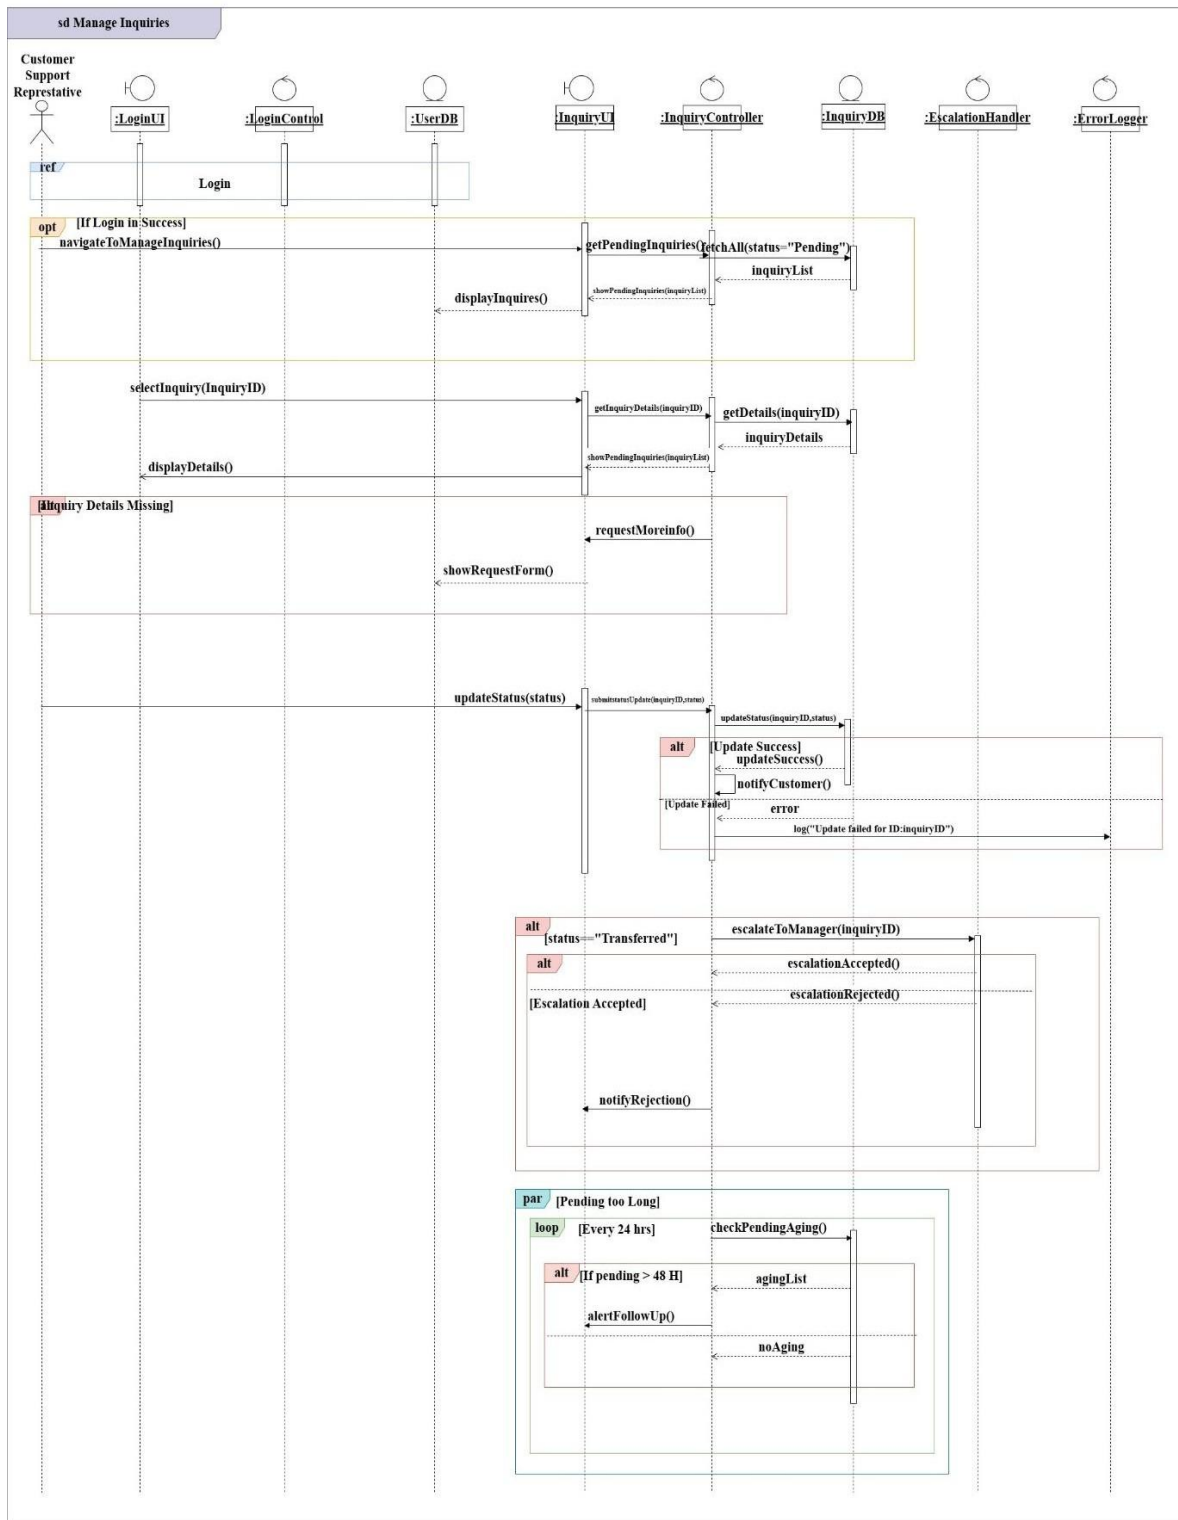 sd Manage Inquiries
Customer
Support
Represtative
:LoginUI
:LoginControl
:UserDB
:InquiryUI
:InquiryController
:InquiryDB
:EscalationHandler
:ErrorLogger
ref
Login
opt
[If Login in Success]
navigateToManageInquiries()
getPendingInquiries()
fetchAll(status="Pending")
inquiryList
showPendingInquiries(inquiryList)
displayInquires()
selectInquiry(InquiryID)
getInquiryDetails(inquiryID)
getDetails(inquiryID)
inquiryDetails
showPendingInquiries(inquiryList)
displayDetails()
alt
[Inquiry Details Missing]
requestMoreinfo()
showRequestForm()
updateStatus(status)
submitstatusUpdate(inquiryID,status)
updateStatus(inquiryID,status)
alt
[Update Success]
updateSuccess()
notifyCustomer()
[Update Failed]
error
log("Update failed for ID:inquiryID")
alt
[status=="Transferred"]
escalateToManager(inquiryID)
alt
escalationAccepted()
escalationRejected()
[Escalation Accepted]
notifyRejection()
par
[Pending too Long]
loop
[Every 24 hrs]
checkPendingAging()
alt
[If pending > 48 H]
agingList
alertFollowUp()
noAging